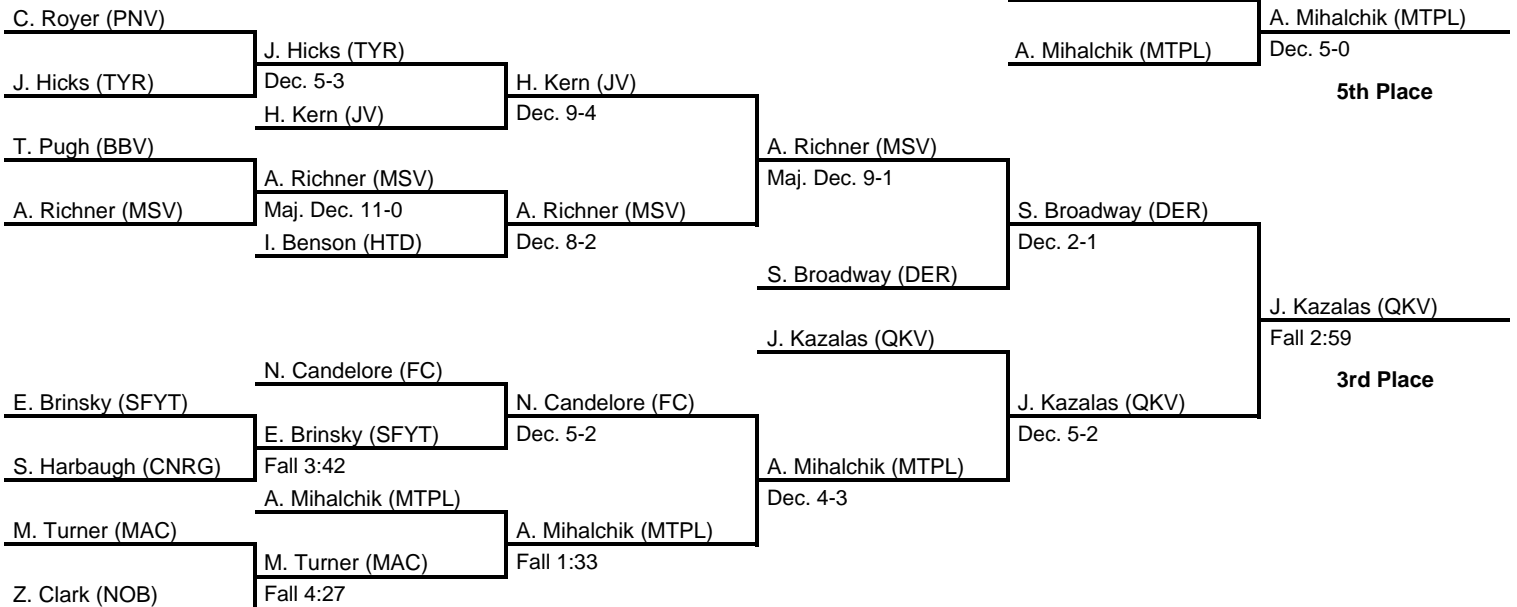 C. Royer (PNV)
J. Hicks (TYR)
J. Hicks (TYR)
Dec. 5-3
H. Kern (JV)
H. Kern (JV)
Dec. 9-4
T. Pugh (BBV)
A. Richner (MSV)
A. Richner (MSV)
Maj. Dec. 11-0
I. Benson (HTD)
A. Richner (MSV)
Dec. 8-2
A. Richner (MSV)
Maj. Dec. 9-1
S. Broadway (DER)
S. Broadway (DER)
Dec. 2-1
A. Mihalchik (MTPL)
A. Mihalchik (MTPL)
Dec. 5-0
5th Place
J. Kazalas (QKV)
N. Candelore (FC)
E. Brinsky (SFYT)
S. Harbaugh (CNRG)
E. Brinsky (SFYT)
Fall 3:42
N. Candelore (FC)
Dec. 5-2
A. Mihalchik (MTPL)
M. Turner (MAC)
Z. Clark (NOB)
M. Turner (MAC)
Fall 4:27
A. Mihalchik (MTPL)
Fall 1:33
A. Mihalchik (MTPL)
Dec. 4-3
J. Kazalas (QKV)
Dec. 5-2
J. Kazalas (QKV)
Fall 2:59
3rd Place